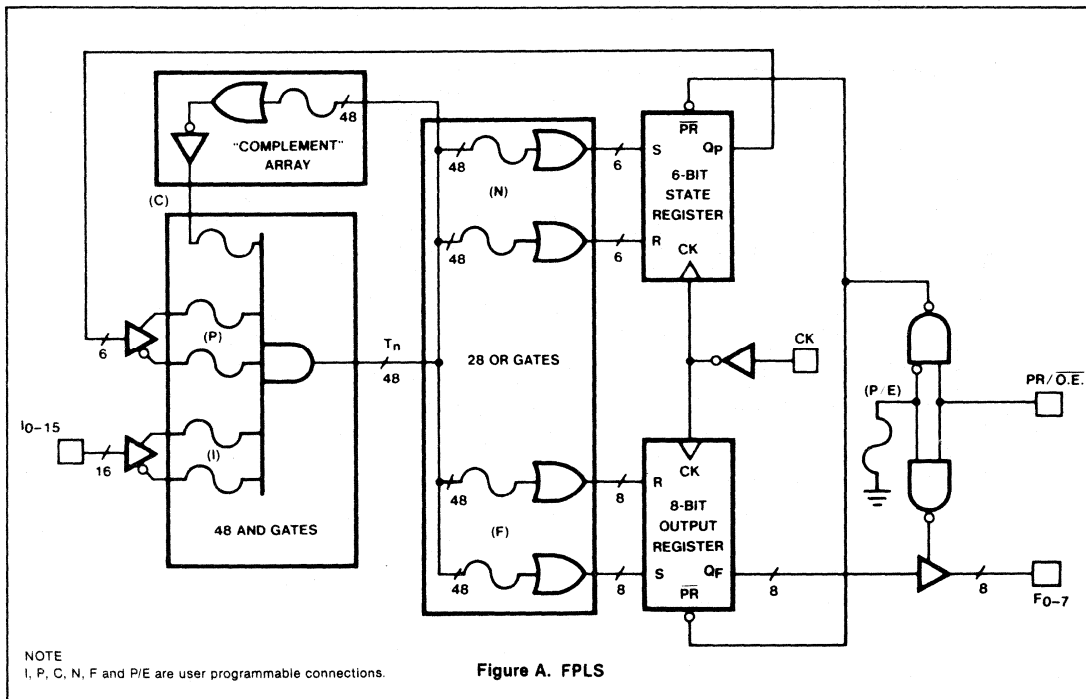 "COMPLEMENT"
ARRAY
48
(C)
6
(P)
I0–15
16
(I)
48 AND GATES
Tn
48
48
(N)
48
28 OR GATES
48
(F)
48
6
6
8
8
PR
S
QP
6-BIT
STATE
REGISTER
R
CK
CK
CK
R
8-BIT
OUTPUT
REGISTER
S
QF
PR
8
(P/E)
PR/O.E.
8
F0–7
NOTE
I, P, C, N, F and P/E are user programmable connections.
Figure A. FPLS